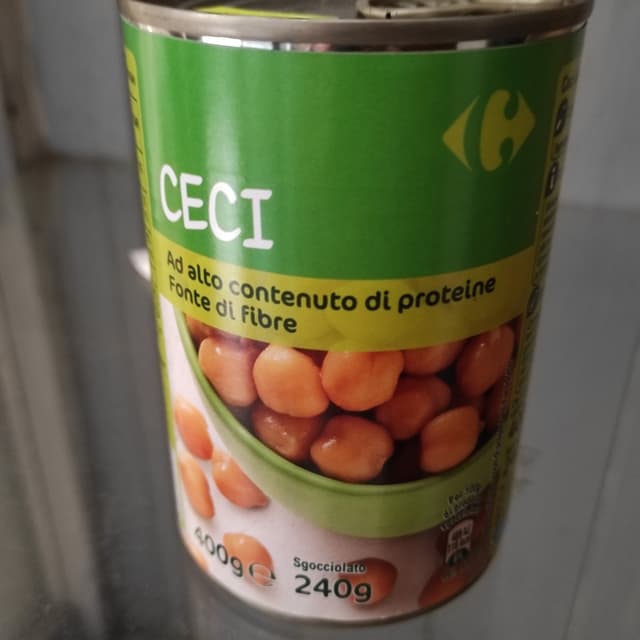 CECI
Ad alto contenuto di proteine
Fonte di fibre
400g e
Sgocciolato
240g